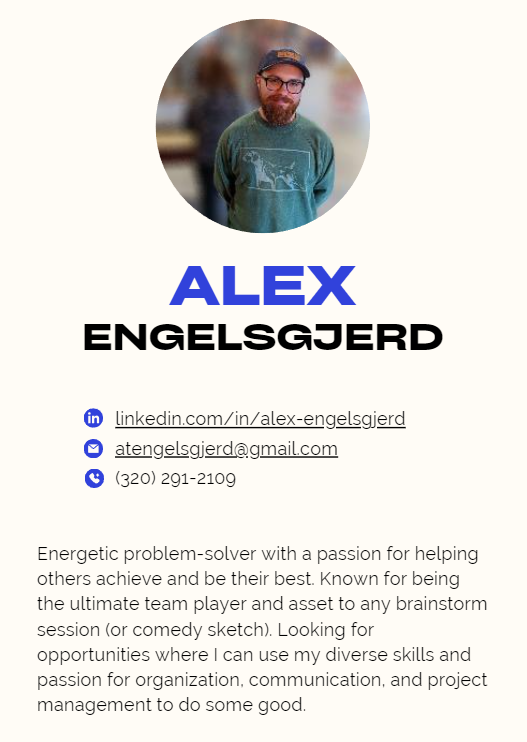 ALEX
ENGELSGJERD
linkedin.com/in/alex-engelsgjerd
atengelsgjerd@gmail.com
(320) 291-2109
Energetic problem-solver with a passion for helping
others achieve and be their best. Known for being
the ultimate team player and asset to any brainstorm
session (or comedy sketch). Looking for
opportunities where I can use my diverse skills and
passion for organization, communication, and project
management to do some good.